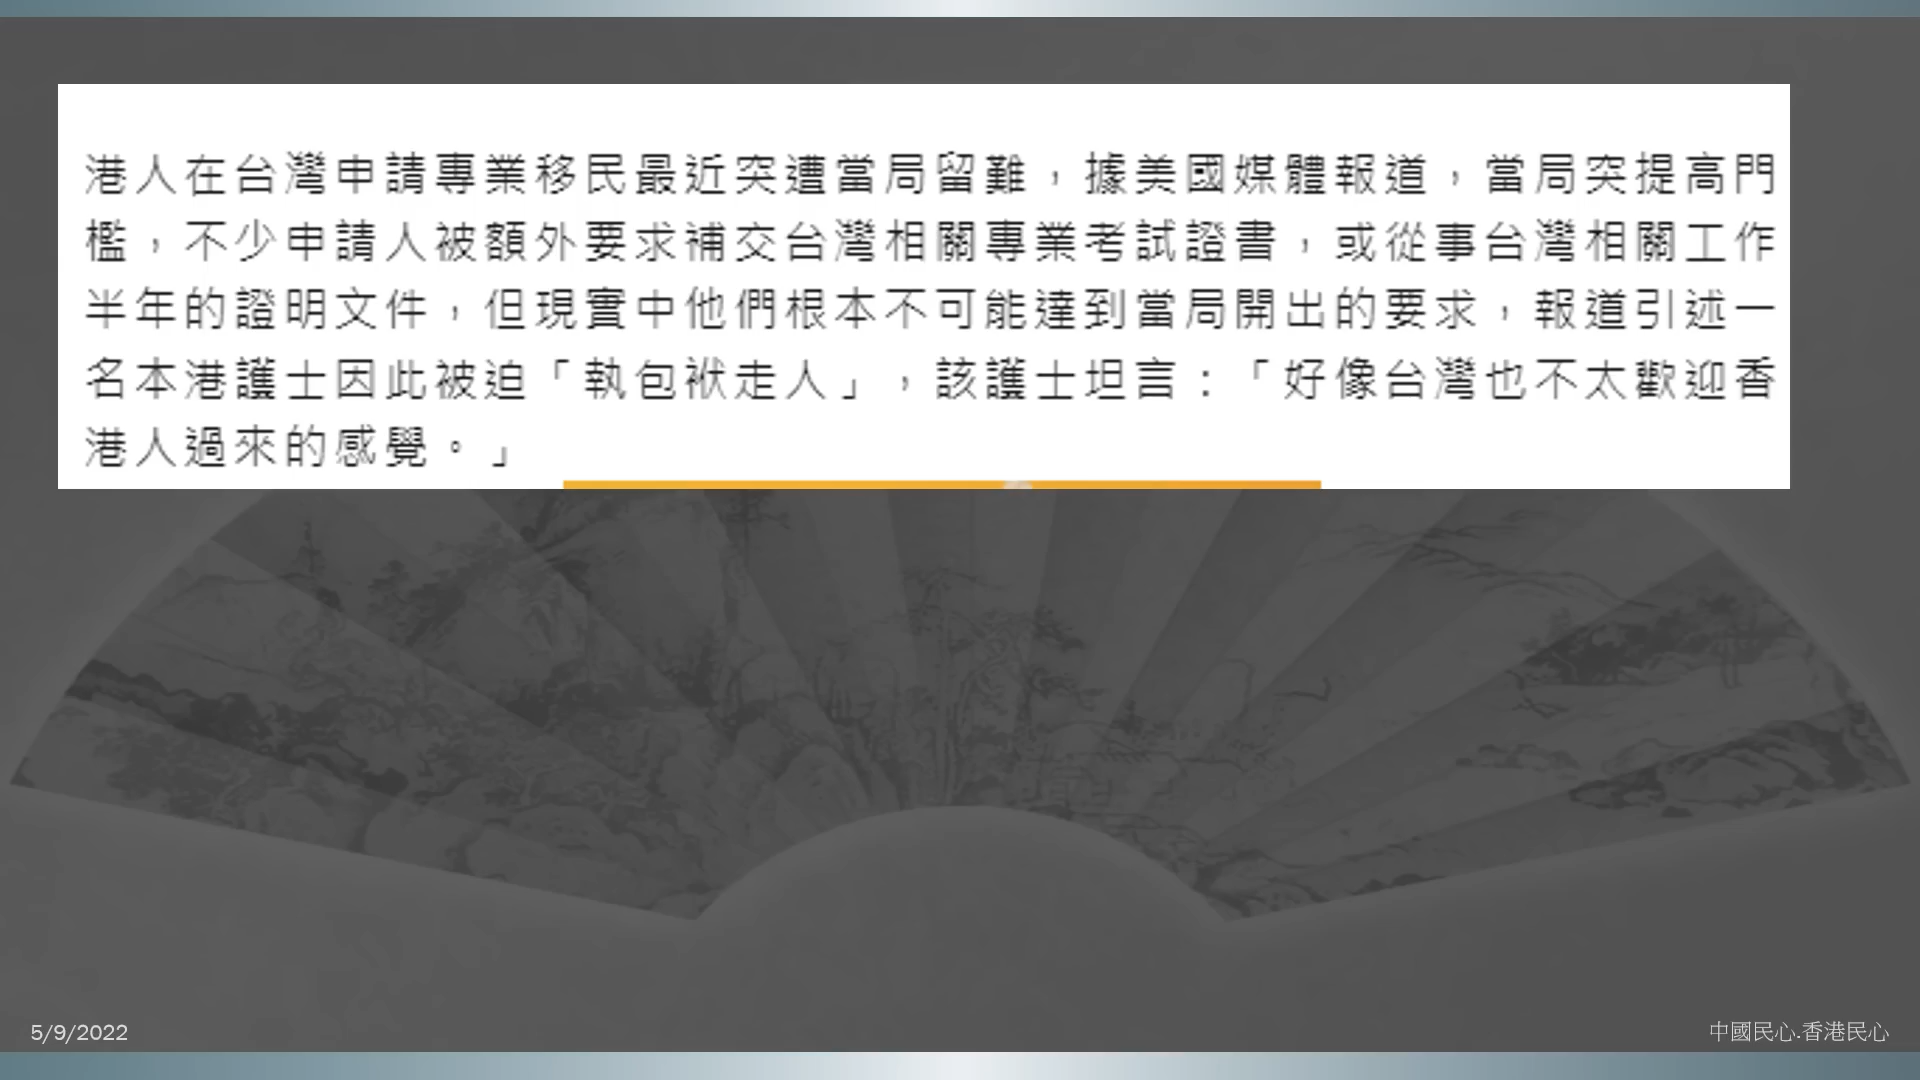 港人在台灣申請專業移民最近突遭當局留難，據美國媒體報道，當局突提高門
檻，不少申請人被額外要求補交台灣相關專業考試證書，或從事台灣相關工作
半年的證明文件，但現實中他們根本不可能達到當局開出的要求，報道引述一
名本港護士因此被迫「執包袱走人」，該護士坦言：「好像台灣也不太歡迎香
港人過來的感覺。」
5/9/2022
中國民心.香港民心